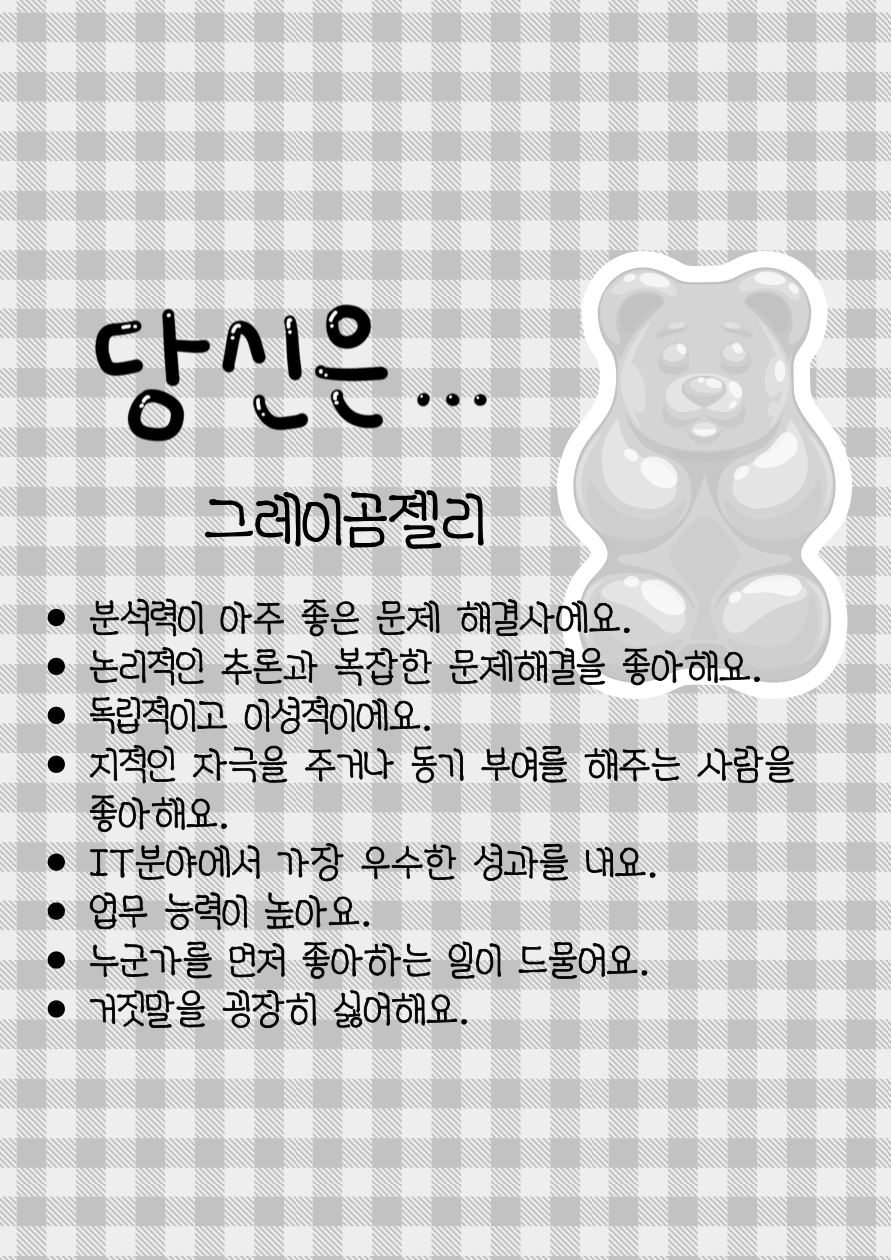 당신은...
그레이곰젤리
• 분석력이 아주 좋은 문제 해결사에요.
• 논리적인 추론과 복잡한 문제해결을 좋아해요.
• 독립적이고 이성적이에요.
• 지적인 자극을 주거나 동기 부여를 해주는 사람을
좋아해요.
• IT분야에서 가장 우수한 성과를 내요.
• 업무 능력이 높아요.
• 누군가를 먼저 좋아하는 일이 드물어요.
• 거짓말을 굉장히 싫어해요.